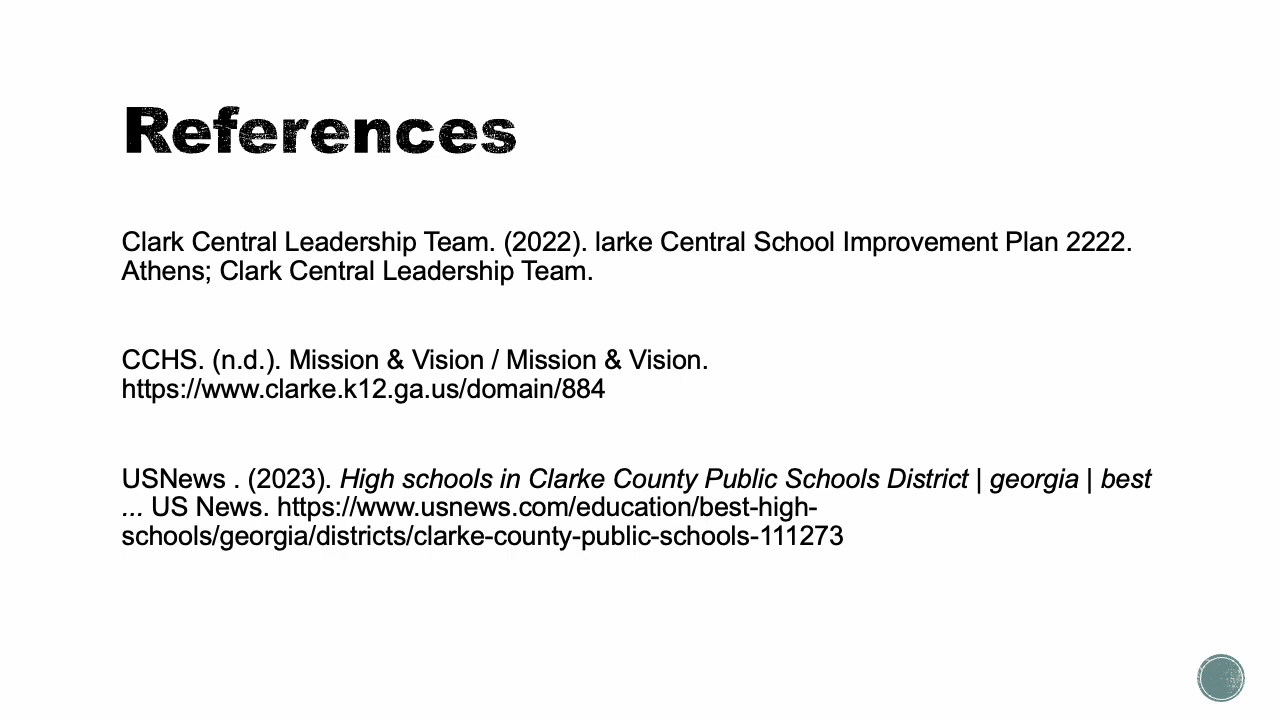 References
Clark Central Leadership Team. (2022). larke Central School Improvement Plan 2222.
Athens; Clark Central Leadership Team.
CCHS. (n.d.). Mission & Vision / Mission & Vision.
https://www.clarke.k12.ga.us/domain/884
USNews . (2023). High schools in Clarke County Public Schools District | georgia | best
... US News. https://www.usnews.com/education/best-high-
schools/georgia/districts/clarke-county-public-schools-111273